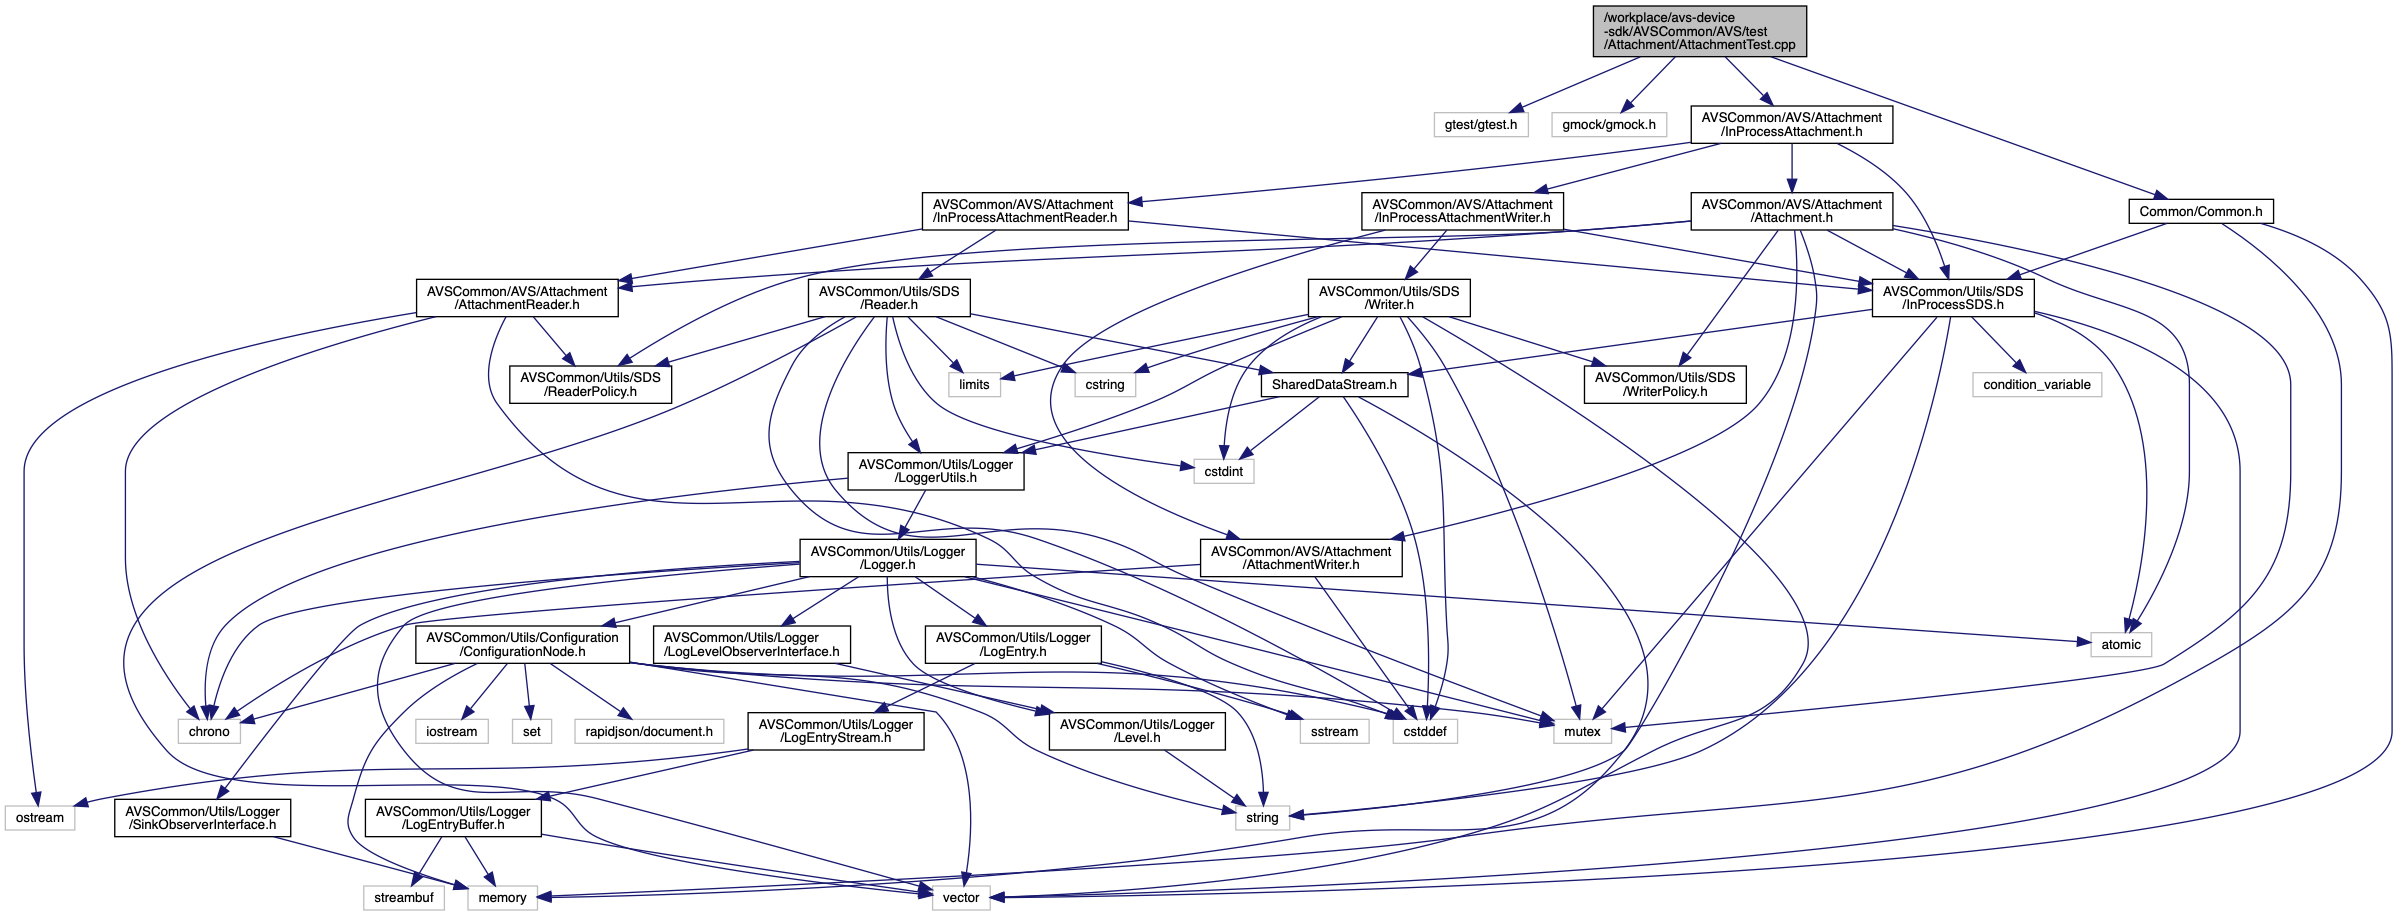 /workplace/avs-device
-sdk/AVSCommon/AVS/test
/Attachment/AttachmentTest.cpp
gtest/gtest.h
gmock/gmock.h
AVSCommon/AVS/Attachment
/InProcessAttachment.h
AVSCommon/AVS/Attachment
/InProcessAttachmentReader.h
AVSCommon/AVS/Attachment
/InProcessAttachmentWriter.h
AVSCommon/AVS/Attachment
/Attachment.h
Common/Common.h
AVSCommon/AVS/Attachment
/AttachmentReader.h
AVSCommon/Utils/SDS
/Reader.h
AVSCommon/Utils/SDS
/Writer.h
AVSCommon/Utils/SDS
/InProcessSDS.h
AVSCommon/Utils/SDS
/ReaderPolicy.h
limits
cstring
SharedDataStream.h
AVSCommon/Utils/SDS
/WriterPolicy.h
condition_variable
AVSCommon/Utils/Logger
/LoggerUtils.h
cstdint
AVSCommon/Utils/Logger
/Logger.h
AVSCommon/AVS/Attachment
/AttachmentWriter.h
AVSCommon/Utils/Configuration
/ConfigurationNode.h
AVSCommon/Utils/Logger
/LogLevelObserverInterface.h
AVSCommon/Utils/Logger
/LogEntry.h
atomic
chrono
iostream
set
rapidjson/document.h
AVSCommon/Utils/Logger
/LogEntryStream.h
AVSCommon/Utils/Logger
/Level.h
sstream
cstddef
mutex
ostream
AVSCommon/Utils/Logger
/SinkObserverInterface.h
AVSCommon/Utils/Logger
/LogEntryBuffer.h
string
streambuf
memory
vector